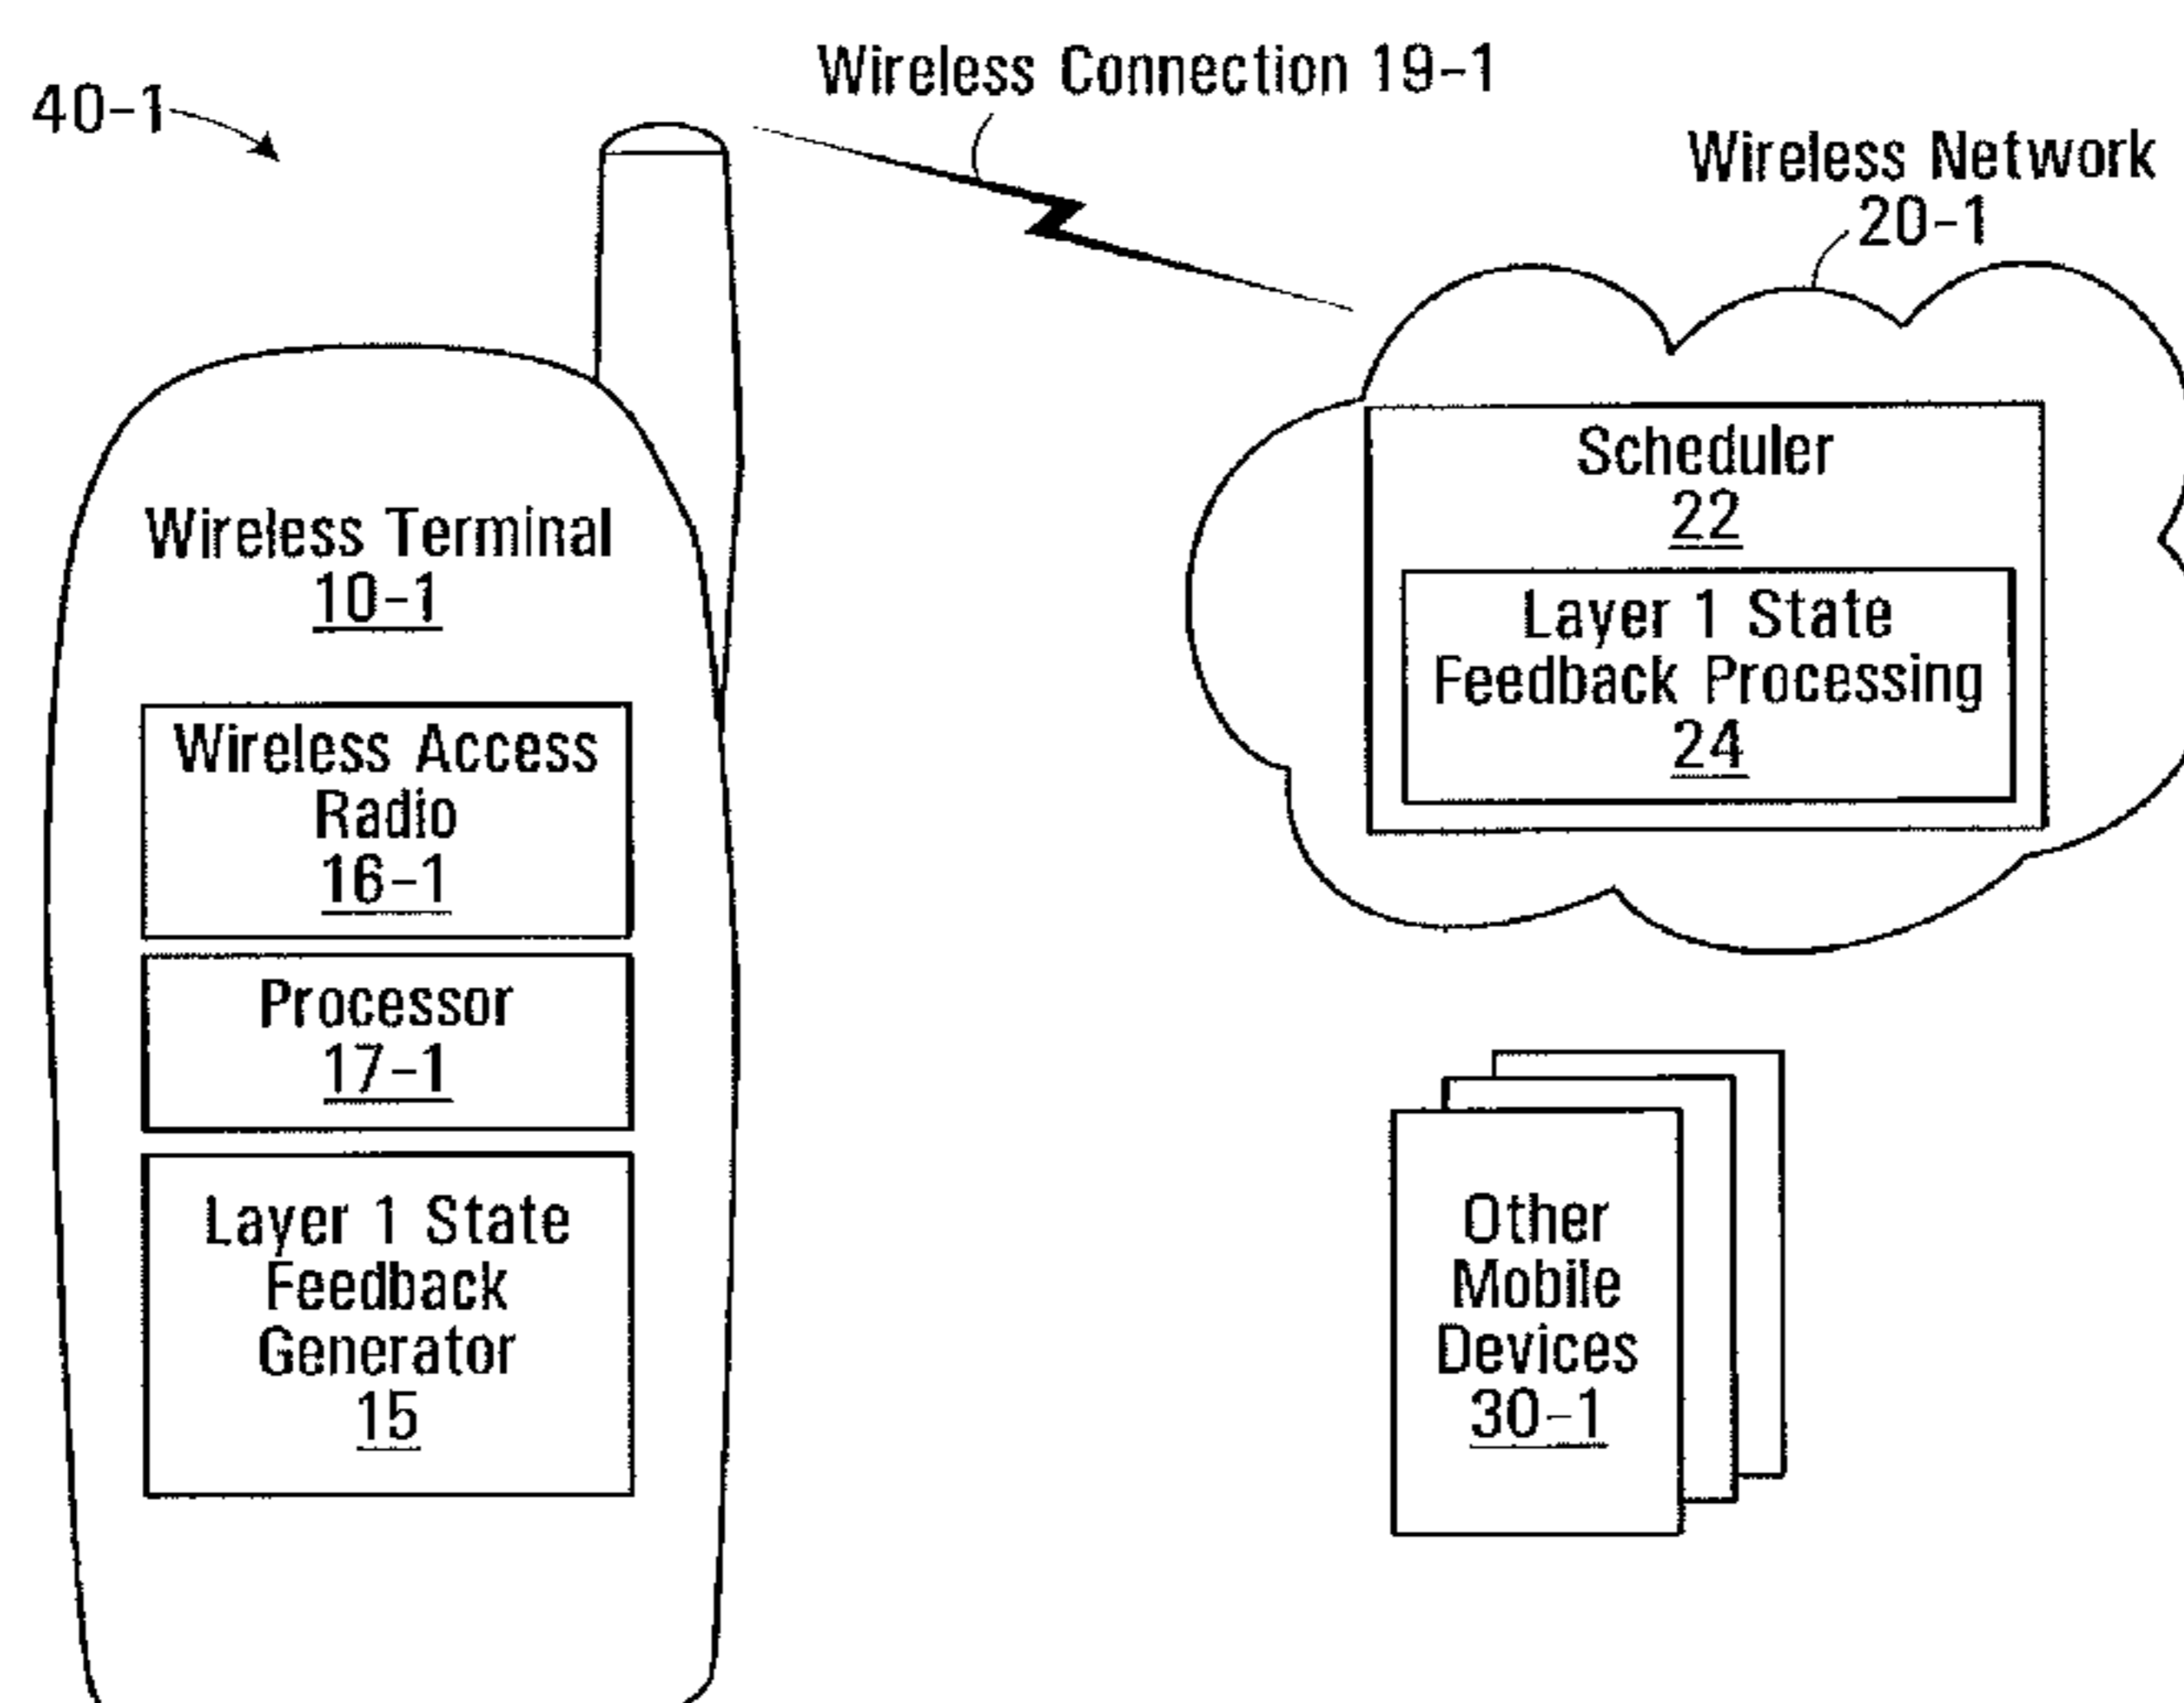 40-1
Wireless Connection 19-1
Wireless Network
20-1
Wireless Terminal
10-1
Wireless Access
Radio
16-1
Processor
17-1
Layer 1 State
Feedback
Generator
15
Scheduler
22
Layer 1 State
Feedback Processing
24
Other
Mobile
Devices
30-1